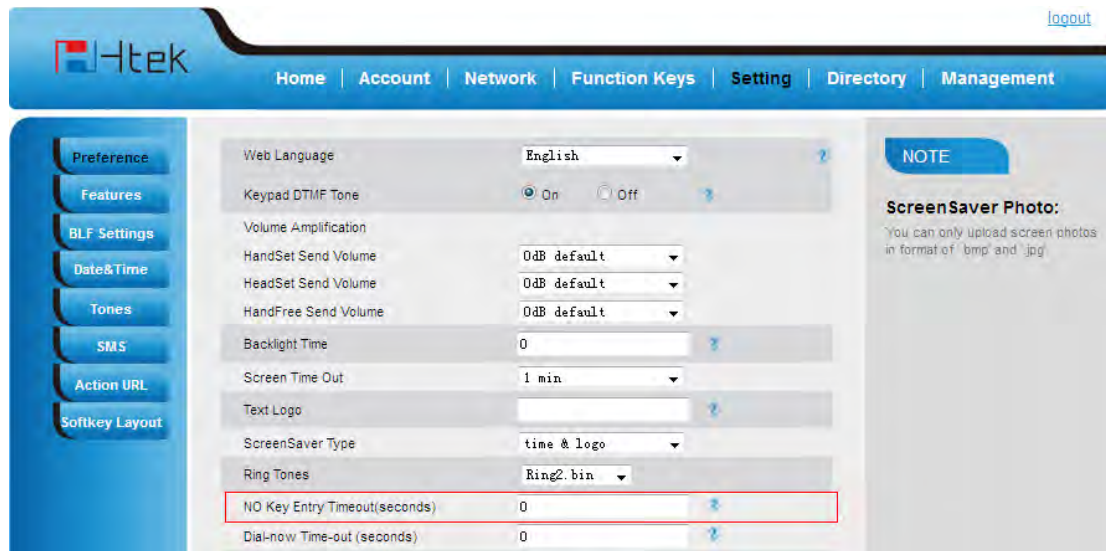 logout
Htek
Home | Account | Network | Function Keys | Setting | Directory | Management
Preference
Features
BLF Settings
Date&Time
Tones
SMS
Action URL
Softkey Layout
Web Language English ?
Keypad DTMF Tone On Off ?
Volume Amplification
HandSet Send Volume 0dB default
HeadSet Send Volume 0dB default
HandFree Send Volume 0dB default
Backlight Time 0 ?
Screen Time Out 1 min
Text Logo ?
ScreenSaver Type time & logo
Ring Tones Ring2.bin
NO Key Entry Timeout(seconds) 0 ?
Dial-now Time-out (seconds) 0 ?
NOTE
ScreenSaver Photo:
You can only upload screen photos
in format of '.bmp' and '.jpg'